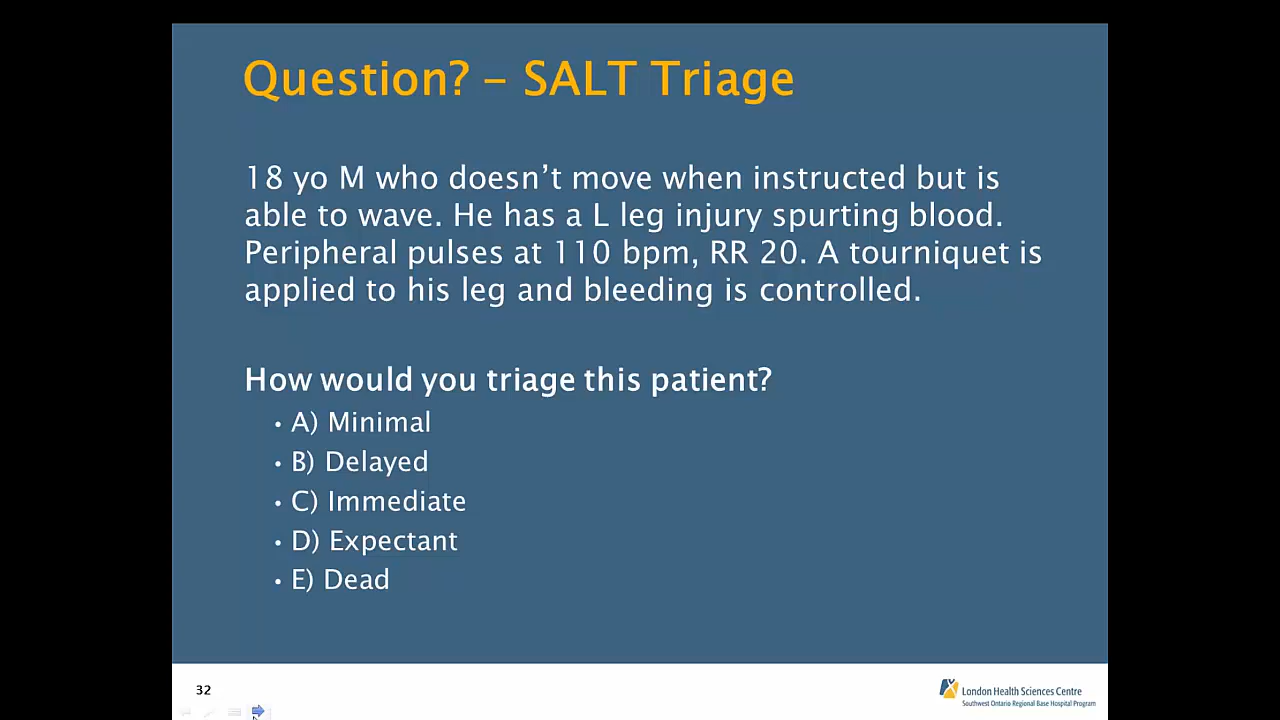 Question? – SALT Triage
18 yo M who doesn’t move when instructed but is
able to wave. He has a L leg injury spurting blood.
Peripheral pulses at 110 bpm, RR 20. A tourniquet is
applied to his leg and bleeding is controlled.
How would you triage this patient?
• A) Minimal
• B) Delayed
• C) Immediate
• D) Expectant
• E) Dead
32
London Health Sciences Centre
Southwest Ontario Regional Base Hospital Program